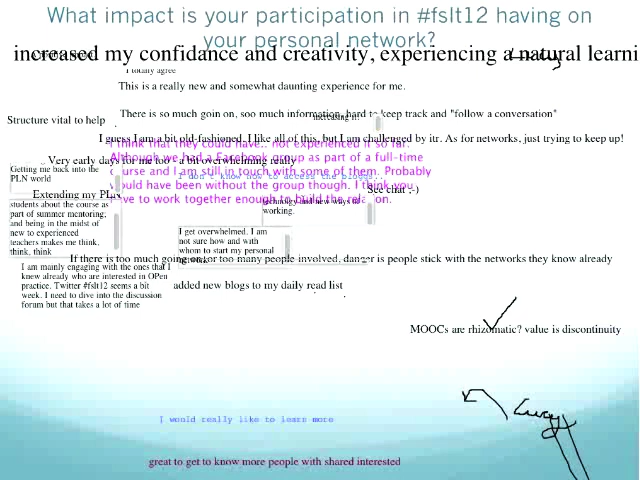 What impact is your participation in #fslt12 having on
your personal network?
increased my confidence and creativity, experiencing a natural learni
I totally agree
This is a really new and somewhat daunting experience for me.
There is so much goin on, soo much information, hard to keep track and "follow a conversation"
Structure vital to help
I guess I am a bit old-fashioned. I like all of this, but I am challenged by itr. As for networks, just trying to keep up!
I think that they could have.. not experienced it so far.
Although we had a Facebook group as part of a full-time
course and I am still in touch with some of them. Probably
would have been without the group though. I think you
have to work together enough to build the relation.
Very early days for me too - a bit overwhelming really
Getting me back into the
PLN world
I don't know how to access the blogs..
See chat :-)
Extending my PLN
technology and new ways of
working.
students about the course as
part of summer mentoring;
and being in the midst of
new to experienced
teachers makes me think,
think, think
I get overwhelmed. I am
not sure how and with
whom to start my personal
network
If there is too much going on or too many people involved, danger is people stick with the networks they know already
I am mainly engaging with the ones that I
knew already who are interested in OPen
practice. Twitter #fslt12 seems a bit
week. I need to dive into the discussion
forum but that takes a lot of time
added new blogs to my daily read list
MOOCs are rhizomatic? value is discontinuity
I would really like to learn more
great to get to know more people with shared interested